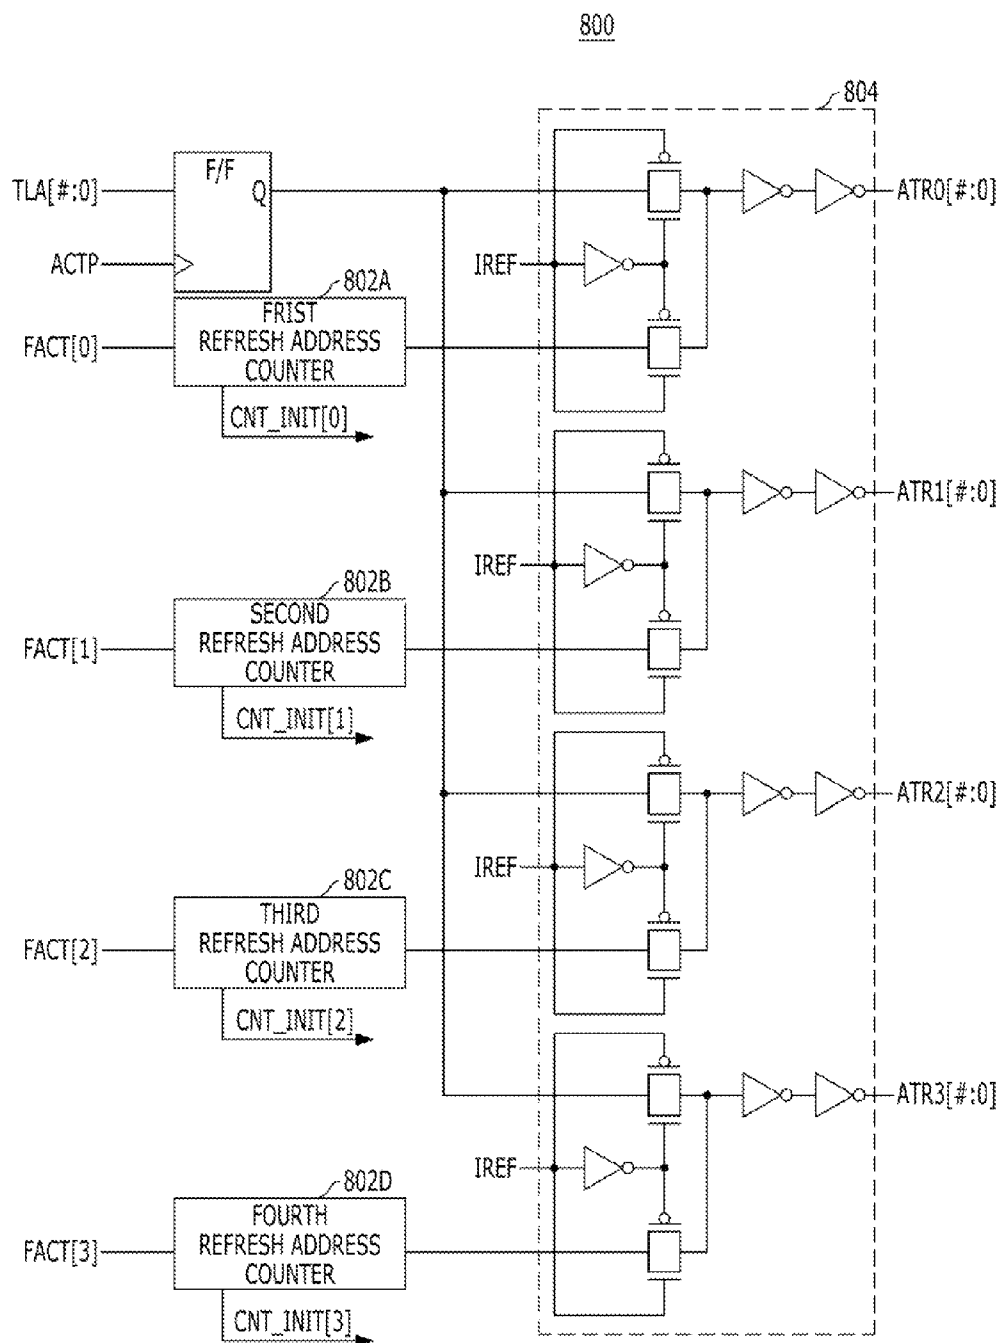 800
804
F/F
TLA[#:0]
Q
ATR0[#:0]
ACTP
IREF
802A
FRIST
REFRESH ADDRESS
COUNTER
FACT[0]
CNT_INIT[0]
ATR1[#:0]
IREF
802B
SECOND
REFRESH ADDRESS
COUNTER
FACT[1]
CNT_INIT[1]
ATR2[#:0]
IREF
802C
THIRD
REFRESH ADDRESS
COUNTER
FACT[2]
CNT_INIT[2]
ATR3[#:0]
IREF
802D
FOURTH
REFRESH ADDRESS
COUNTER
FACT[3]
CNT_INIT[3]